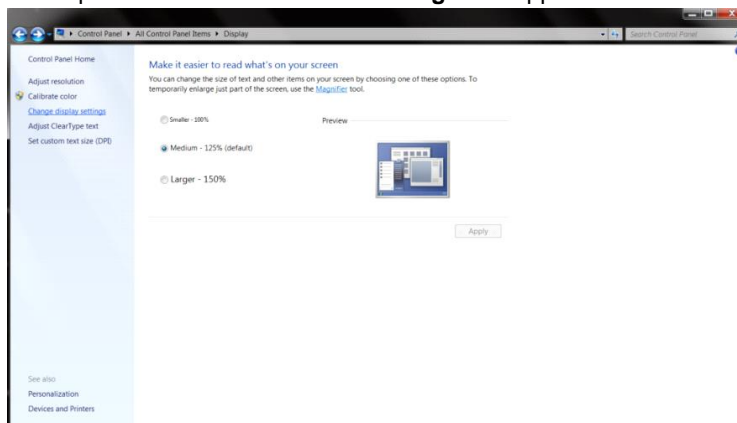 Control Panel ▸ All Control Panel Items ▸ Display
Search Control Panel
Control Panel Home
Adjust resolution
Calibrate color
Change display settings
Adjust ClearType text
Set custom text size (DPI)
See also
Personalization
Devices and Printers
Make it easier to read what's on your screen
You can change the size of text and other items on your screen by choosing one of these options. To
temporarily enlarge just part of the screen, use the Magnifier tool.
Smaller - 100%
Preview
Medium - 125% (default)
Larger - 150%
Apply